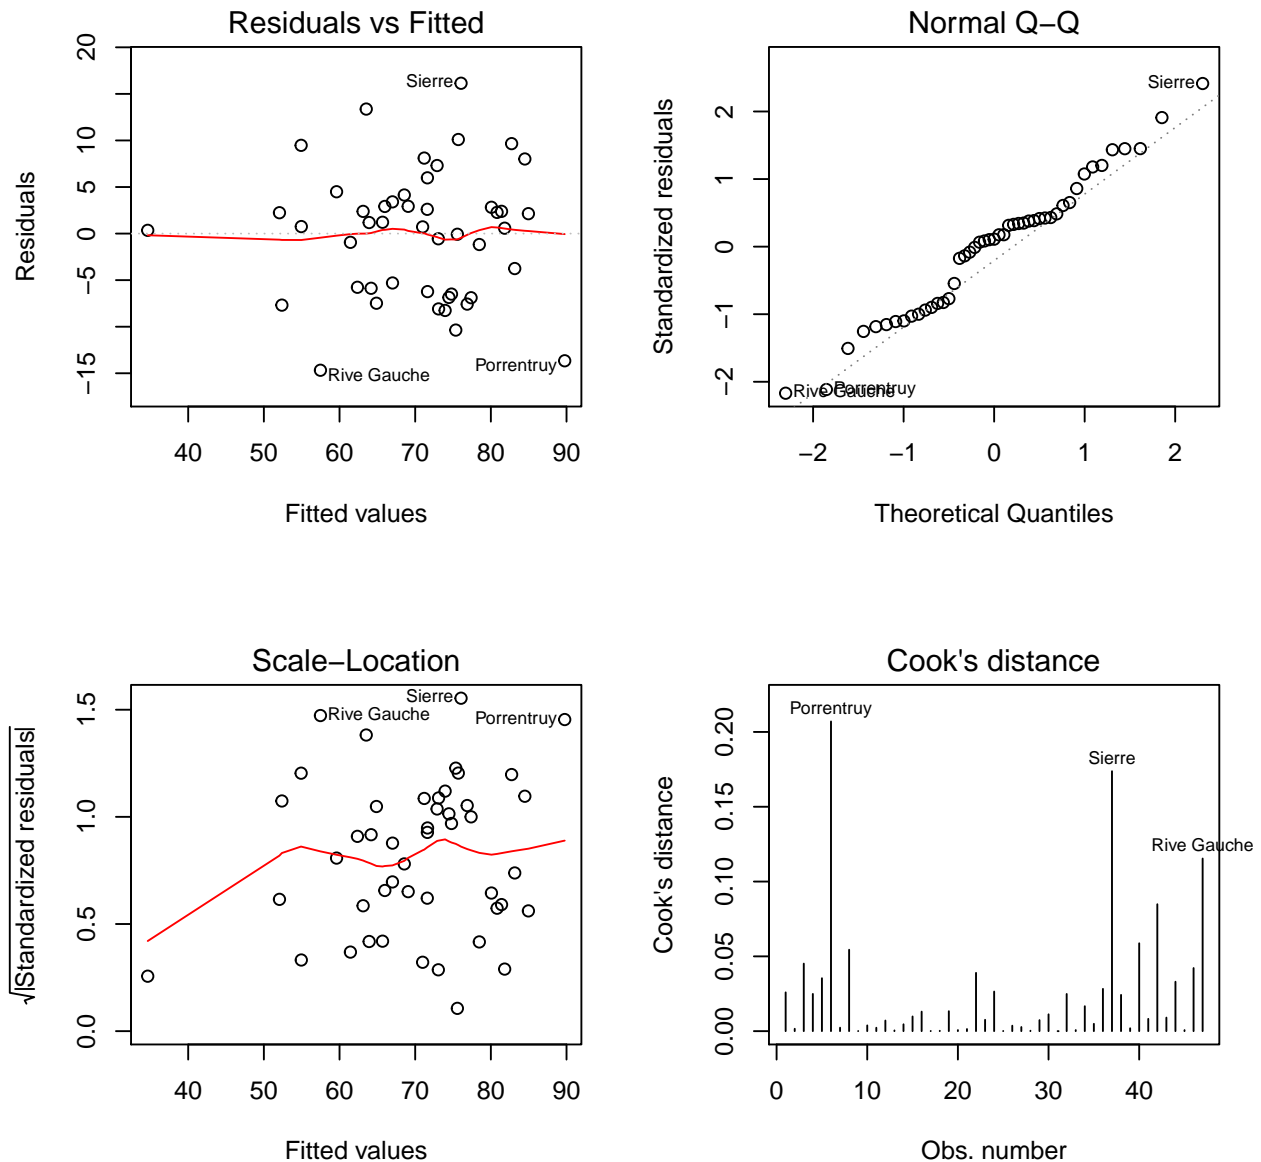 Residuals vs Fitted
20
10
5
0
−5
−15
Residuals
Sierre
Rive Gauche
Porrentruy
40 50 60 70 80 90
Fitted values
Normal Q−Q
2
1
0
−1
−2
Standardized residuals
Sierre
Rive Gauche
Porrentruy
−2 −1 0 1 2
Theoretical Quantiles
Scale−Location
1.5
1.0
0.5
0.0
√|Standardized residuals|
Sierre
Rive Gauche
Porrentruy
40 50 60 70 80 90
Fitted values
Cook's distance
0.20
0.15
0.10
0.05
0.00
Cook's distance
Porrentruy
Sierre
Rive Gauche
0 10 20 30 40
Obs. number